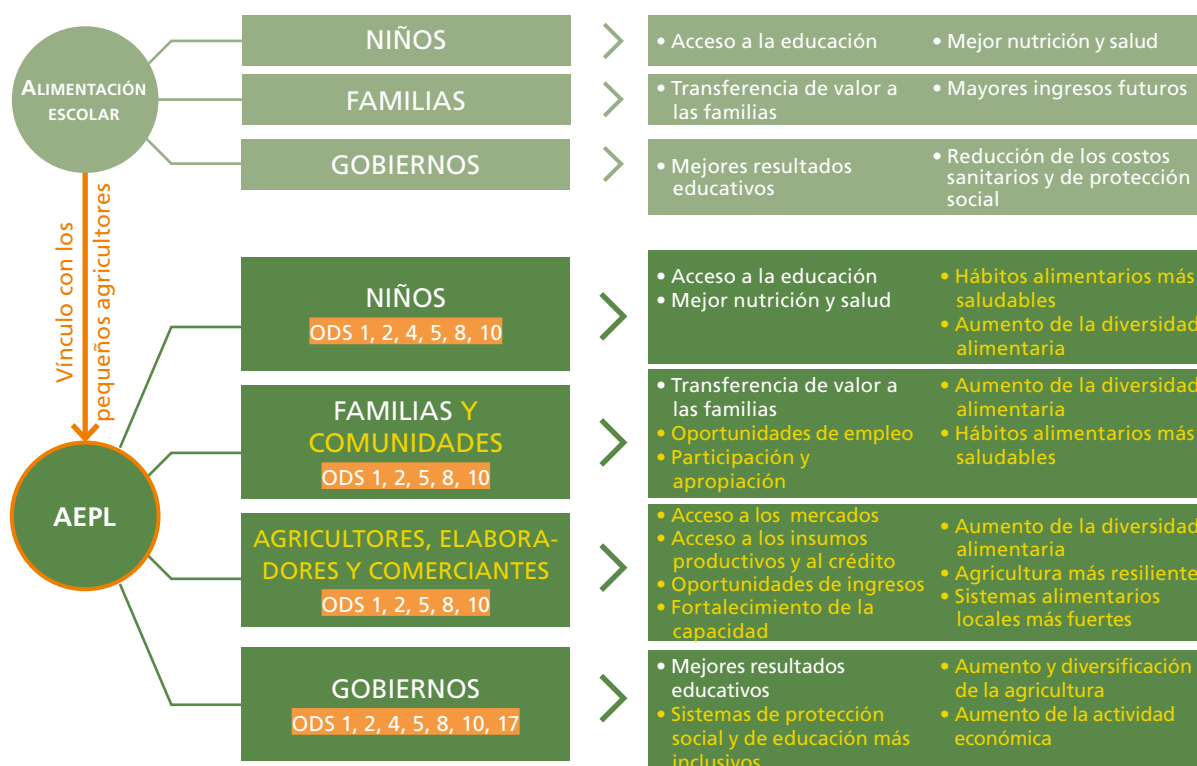 ALIMENTACIÓN
ESCOLAR
NIÑOS
• Acceso a la educación
• Mejor nutrición y salud
FAMILIAS
• Transferencia de valor a
las familias
• Mayores ingresos futuros
GOBIERNOS
• Mejores resultados
educativos
• Reducción de los costos
sanitarios y de protección
social
Vínculo con los
pequeños agricultores
AEPL
NIÑOS
ODS 1, 2, 4, 5, 8, 10
• Acceso a la educación
• Mejor nutrición y salud
• Hábitos alimentarios más
saludables
• Aumento de la diversidad
alimentaria
FAMILIAS Y
COMUNIDADES
ODS 1, 2, 5, 8, 10
• Transferencia de valor a
las familias
• Oportunidades de empleo
• Participación y
apropiación
• Aumento de la diversidad
alimentaria
• Hábitos alimentarios más
saludables
AGRICULTORES, ELABORA-
DORES Y COMERCIANTES
ODS 1, 2, 5, 8, 10
• Acceso a los mercados
• Acceso a los insumos
productivos y al crédito
• Oportunidades de ingresos
• Fortalecimiento de la
capacidad
• Aumento de la diversidad
alimentaria
• Agricultura más resiliente
• Sistemas alimentarios
locales más fuertes
GOBIERNOS
ODS 1, 2, 4, 5, 8, 10, 17
• Mejores resultados
educativos
• Sistemas de protección
social y de educación más
inclusivos
• Aumento y diversificación
de la agricultura
• Aumento de la actividad
económica